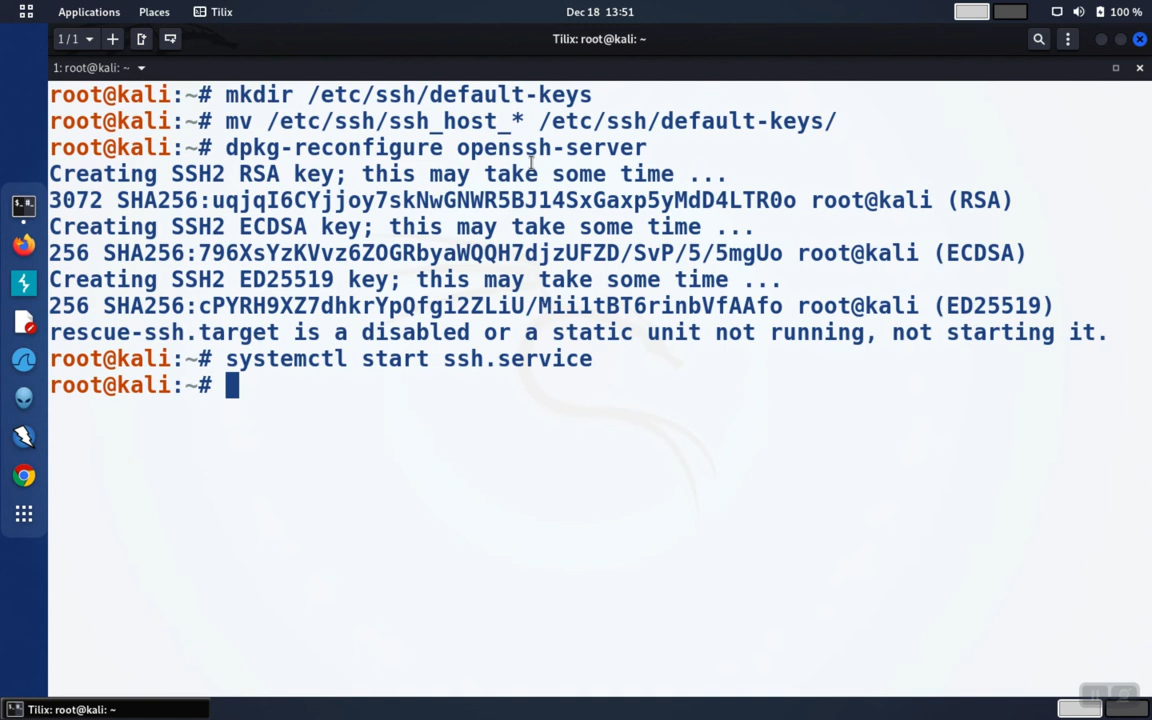 Applications Places Tilix Dec 18 13:51 100 %
1/1 Tilix: root@kali: ~
1: root@kali: ~
root@kali:~# mkdir /etc/ssh/default-keys
root@kali:~# mv /etc/ssh/ssh_host_* /etc/ssh/default-keys/
root@kali:~# dpkg-reconfigure openssh-server
Creating SSH2 RSA key; this may take some time ...
3072 SHA256:uqjqI6CYjjoy7skNwGNWR5BJ14SxGaxp5yMdD4LTR0o root@kali (RSA)
Creating SSH2 ECDSA key; this may take some time ...
256 SHA256:796XsYzKVvz6ZOGRbyaWQQH7djzUFZD/SvP/5/5mgUo root@kali (ECDSA)
Creating SSH2 ED25519 key; this may take some time ...
256 SHA256:cPYRH9XZ7dhkrYpQfgi2ZLiU/Mii1tBT6rinbVfAAfo root@kali (ED25519)
rescue-ssh.target is a disabled or a static unit not running, not starting it.
root@kali:~# systemctl start ssh.service
root@kali:~#
Tilix: root@kali: ~